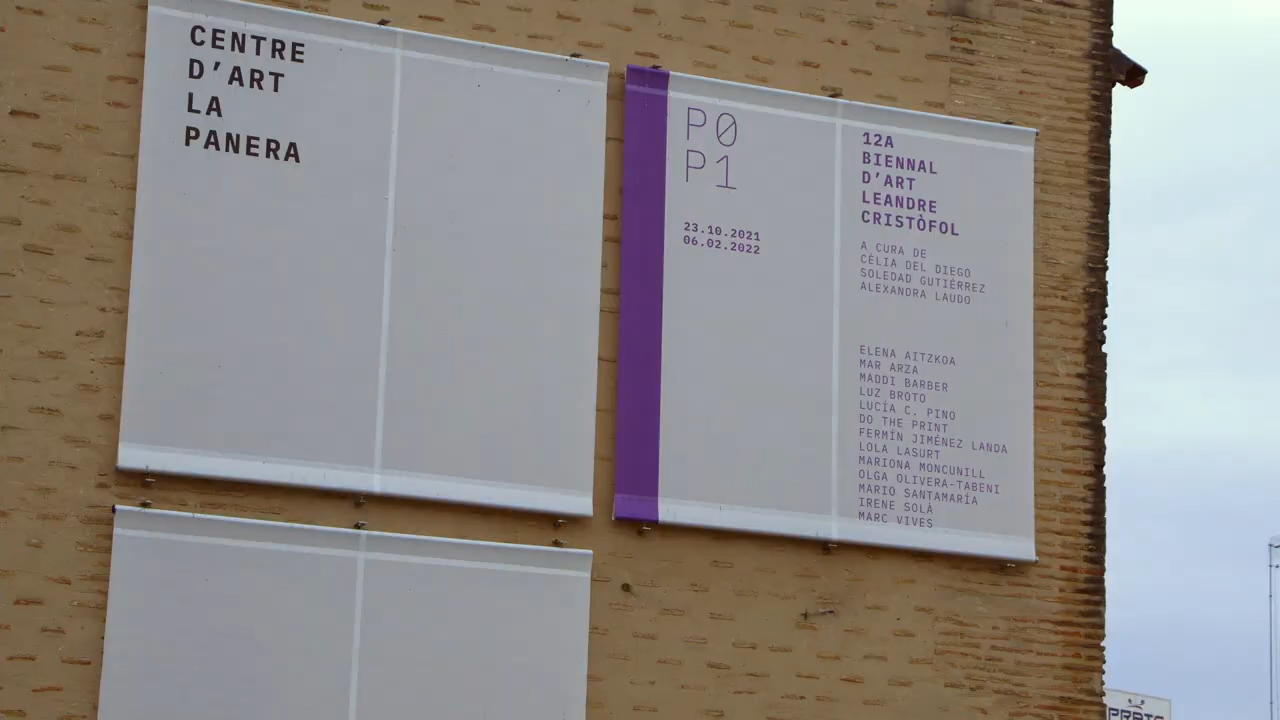 CENTRE
D'ART
LA
PANERA
P0
P1
23.10.2021
06.02.2022
12A
BIENNAL
D'ART
LEANDRE
CRISTÒFOL
A CURA DE
CÈLIA DEL DIEGO
SOLEDAD GUTIÉRREZ
ALEXANDRA LAUDO
ELENA AITZKOA
MAR ARZA
MADDI BARBER
LUZ BROTO
LUCÍA C. PINO
DO THE PRINT
FERMÍN JIMÉNEZ LANDA
LOLA LASURT
MARIONA MONCUNILL
OLGA OLIVERA-TABENI
MARIO SANTAMARÍA
IRENE SOLÀ
MARC VIVES